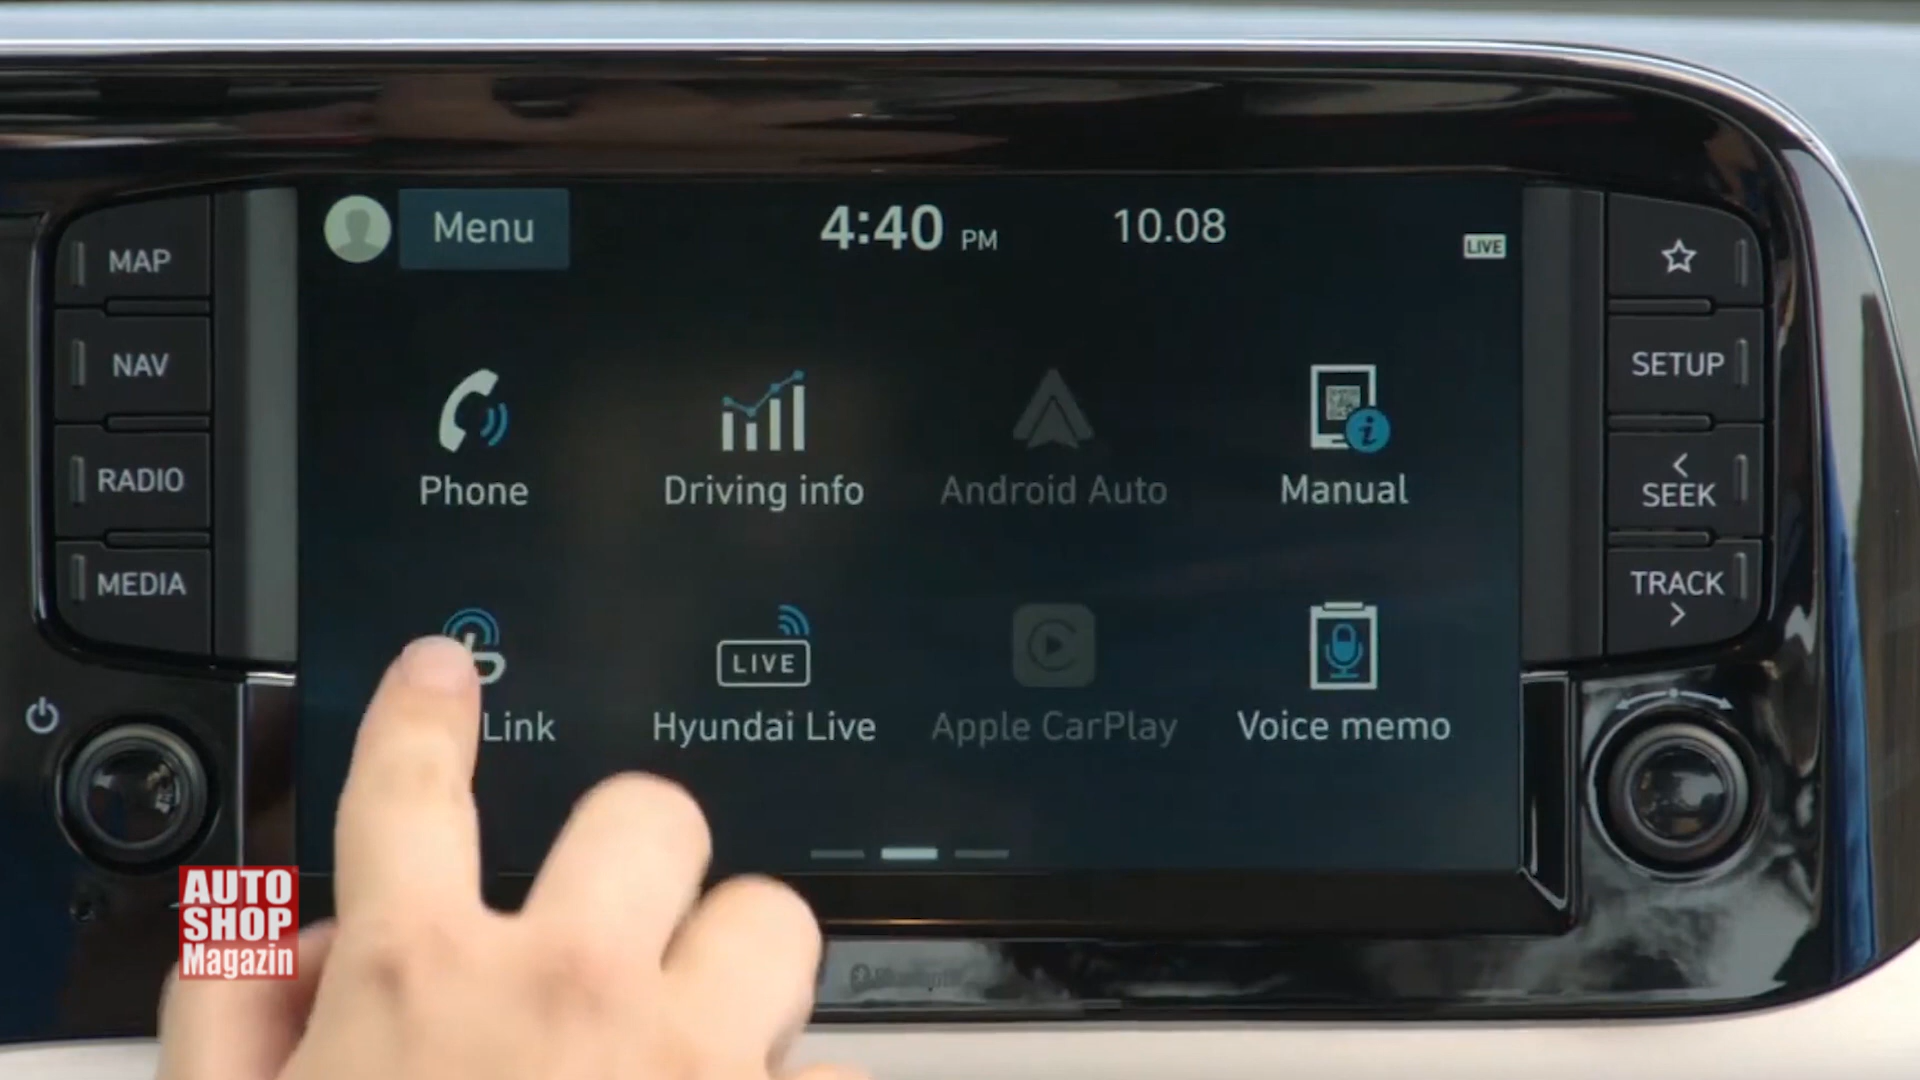 Menu
4:40 PM
10.08
LIVE
MAP
NAV
RADIO
MEDIA
SETUP
< SEEK
TRACK >
Phone
Driving info
Android Auto
Manual
Link
LIVE
Hyundai Live
Apple CarPlay
Voice memo
AUTO
SHOP
Magazin